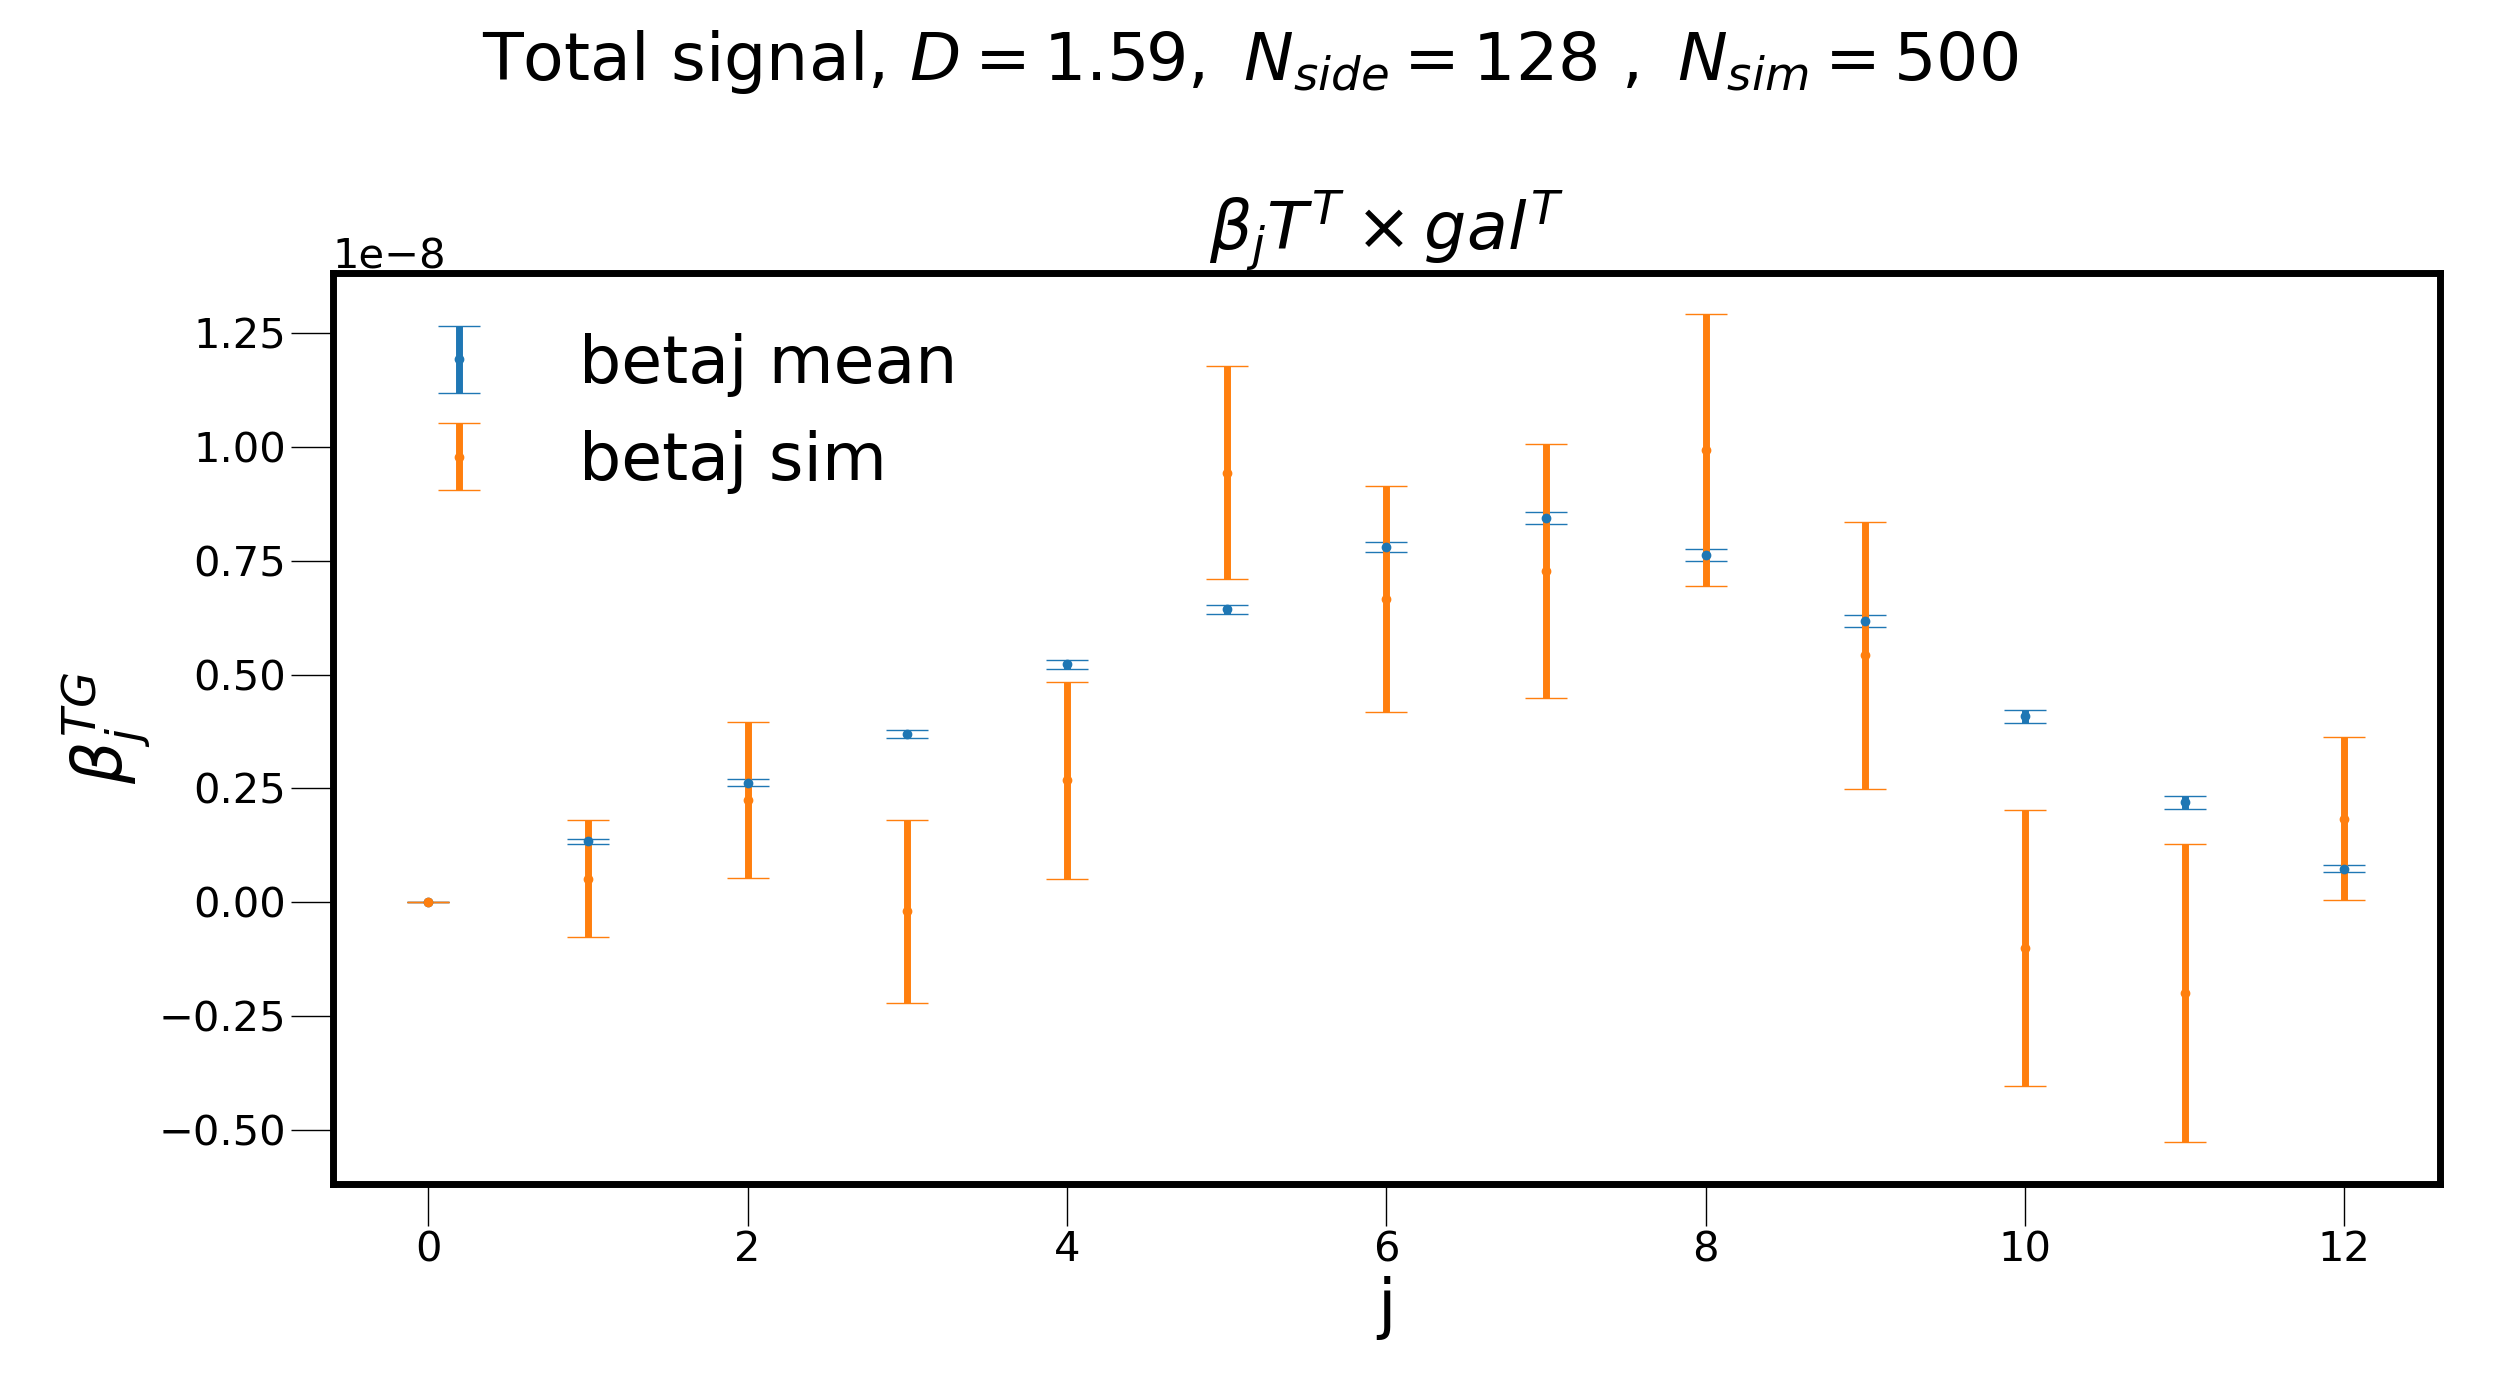 Total signal, D = 1.59, N_side = 128 , N_sim = 500
β_j T^T × gal^T
1e−8
betaj mean
betaj sim
1.25
1.00
0.75
0.50
0.25
0.00
−0.25
−0.50
β_j^TG
0 2 4 6 8 10 12
j